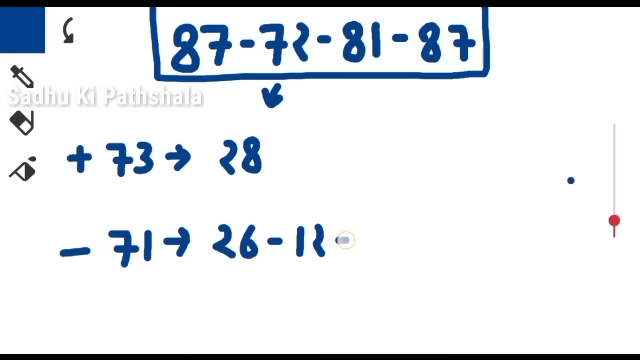 87-72-81-87
Sadhu Ki Pathshala
+ 73 → 28
- 71 → 26-12-